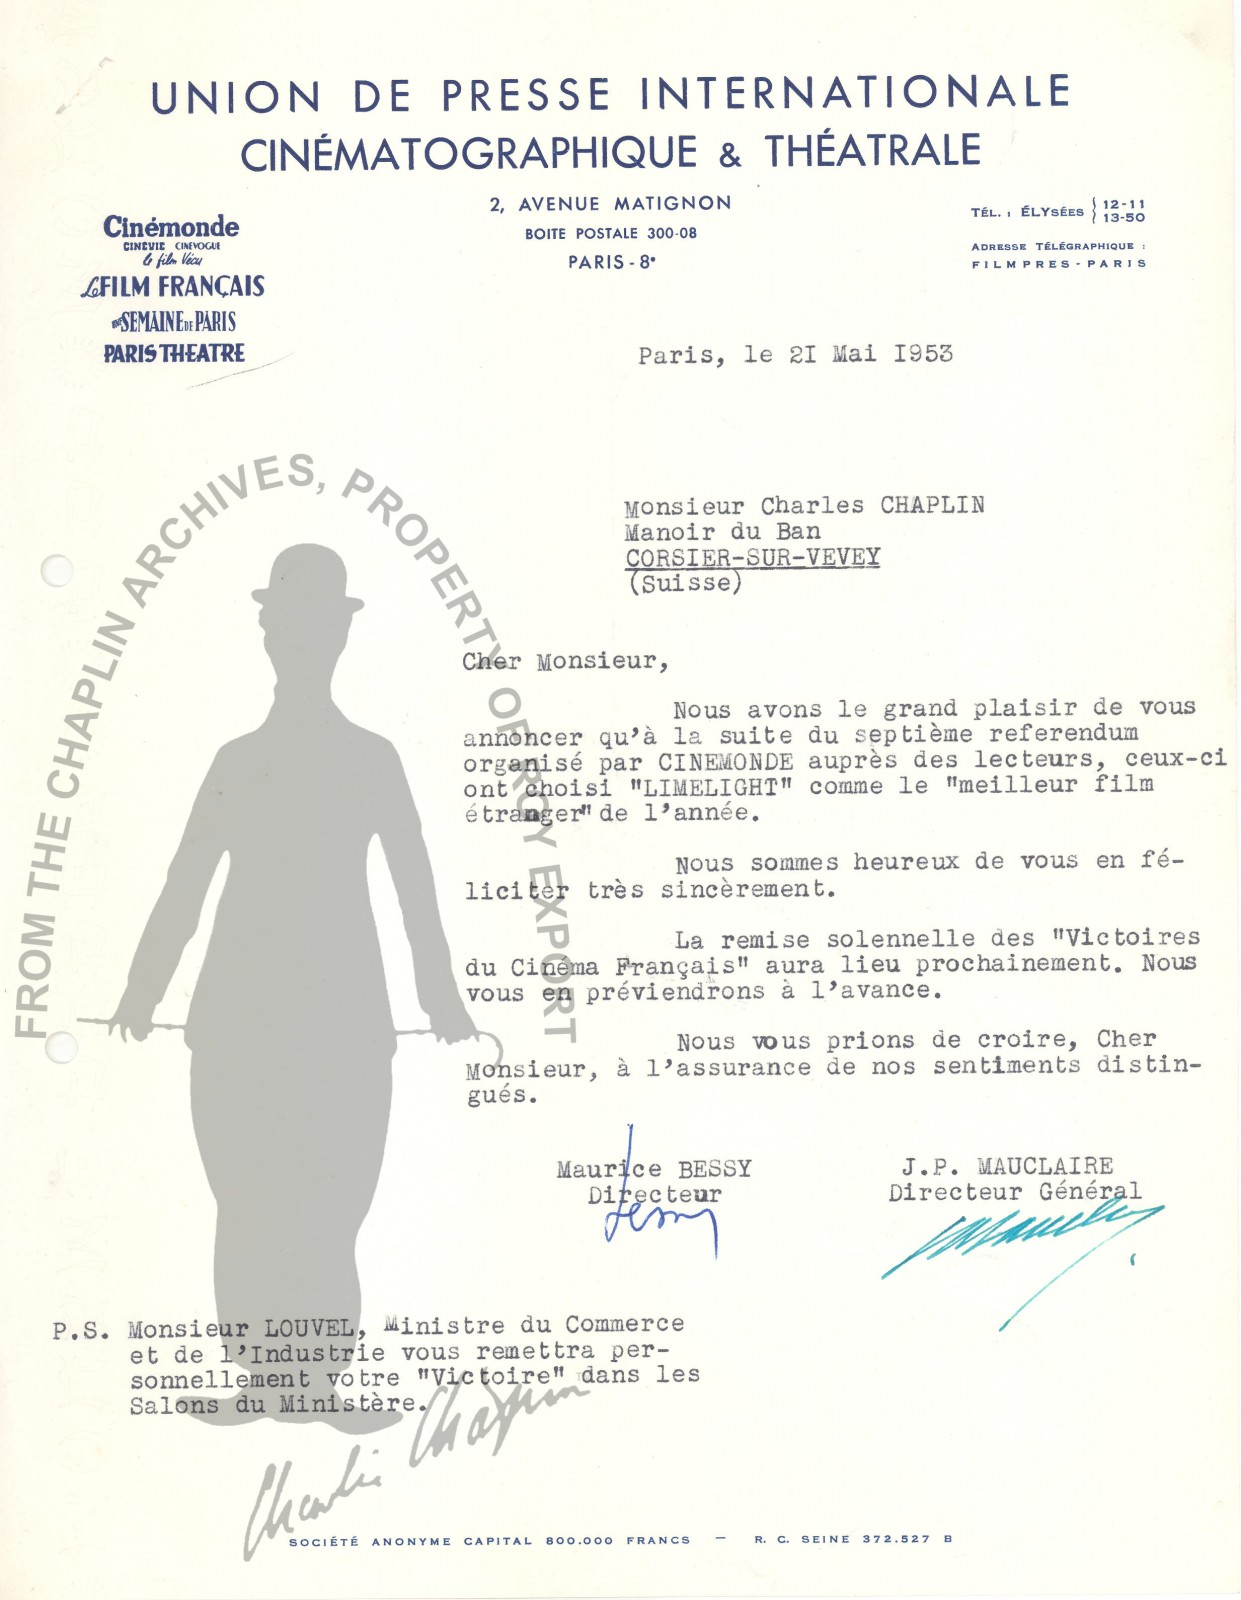 UNION DE PRESSE INTERNATIONALE
CINÉMATOGRAPHIQUE & THÉATRALE
2, AVENUE MATIGNON
BOITE POSTALE 300-08
PARIS - 8e
Cinémonde
CINÉVIE CINÉVOGUE
le film Vécu
Le FILM FRANÇAIS
UNE SEMAINE DE PARIS
PARIS THEATRE
TÉL. : ÉLYSÉES { 12-11
13-50
ADRESSE TÉLÉGRAPHIQUE :
FILMPRES - PARIS
Paris, le 2I Mai I953
Monsieur Charles CHAPLIN
Manoir du Ban
CORSIER-SUR-VEVEY
(Suisse)
Cher Monsieur,
Nous avons le grand plaisir de vous
annoncer qu'à la suite du septième referendum
organisé par CINEMONDE auprès des lecteurs, ceux-ci
ont choisi "LIMELIGHT" comme le "meilleur film
étranger" de l'année.
Nous sommes heureux de vous en fé-
liciter très sincèrement.
La remise solennelle des "Victoires
du Cinéma Français" aura lieu prochainement. Nous
vous en préviendrons à l'avance.
Nous vous prions de croire, Cher
Monsieur, à l'assurance de nos sentiments distin-
gués.
Maurice BESSY
Directeur
Bessy
J.P. MAUCLAIRE
Directeur Général
Mauclaire
P.S. Monsieur LOUVEL, Ministre du Commerce
et de l'Industrie vous remettra per-
sonnellement votre "Victoire" dans les
Salons du Ministère.
FROM THE CHAPLIN ARCHIVES, PROPERTY OF ROY EXPORT
Charlie Chaplin
SOCIÉTÉ ANONYME CAPITAL 800.000 FRANCS — R. C. SEINE 372.527 B